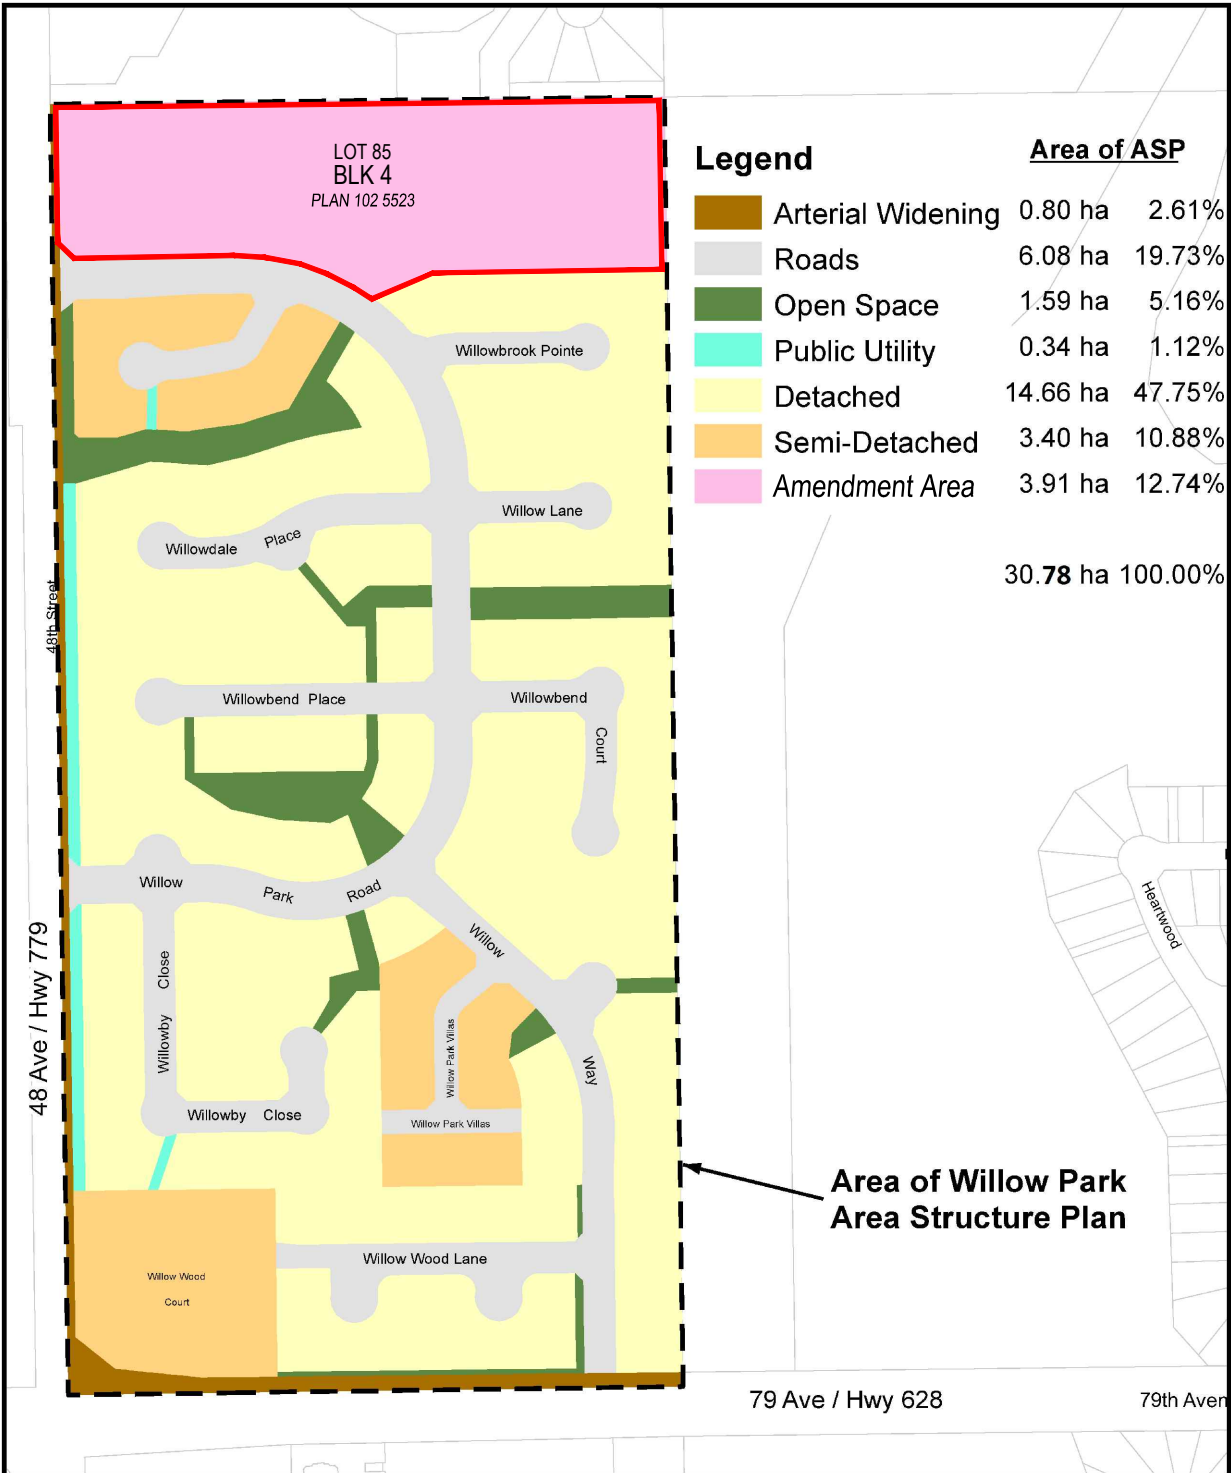 LOT 85
BLK 4
PLAN 102 5523
Legend
Area of ASP
Arterial Widening 0.80 ha 2.61%
Roads 6.08 ha 19.73%
Open Space 1.59 ha 5.16%
Public Utility 0.34 ha 1.12%
Detached 14.66 ha 47.75%
Semi-Detached 3.40 ha 10.88%
Amendment Area 3.91 ha 12.74%
30.78 ha 100.00%
Willowbrook Pointe
Willow Lane
Willowdale Place
48th Street
Willowbend Place
Willowbend
Court
Willow Park Road
Willow
Way
Willowby Close
Willowby Close
Willow Park Villas
Willow Park Villas
48 Ave / Hwy 779
Heartwood
Area of Willow Park
Area Structure Plan
Willow Wood Lane
Willow Wood
Court
79 Ave / Hwy 628
79th Aven